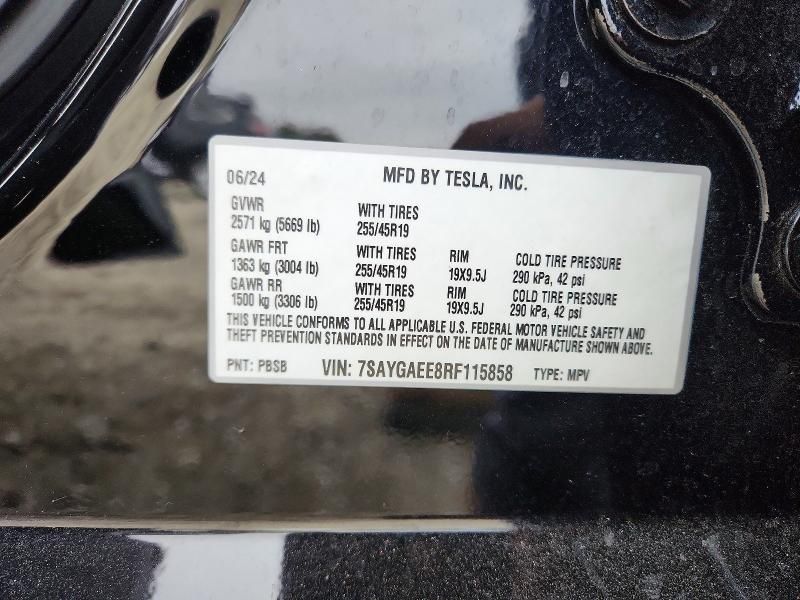 06/24 MFD BY TESLA, INC.
GVWR
2571 kg (5669 lb) WITH TIRES 255/45R19
GAWR FRT WITH TIRES RIM COLD TIRE PRESSURE
1363 kg (3004 lb) 255/45R19 19X9.5J 290 kPa, 42 psi
GAWR RR WITH TIRES RIM COLD TIRE PRESSURE
1500 kg (3306 lb) 255/45R19 19X9.5J 290 kPa, 42 psi
THIS VEHICLE CONFORMS TO ALL APPLICABLE U.S. FEDERAL MOTOR VEHICLE SAFETY AND
THEFT PREVENTION STANDARDS IN EFFECT ON THE DATE OF MANUFACTURE SHOWN ABOVE.
PNT: PBSB VIN: 7SAYGAEE8RF115858 TYPE: MPV